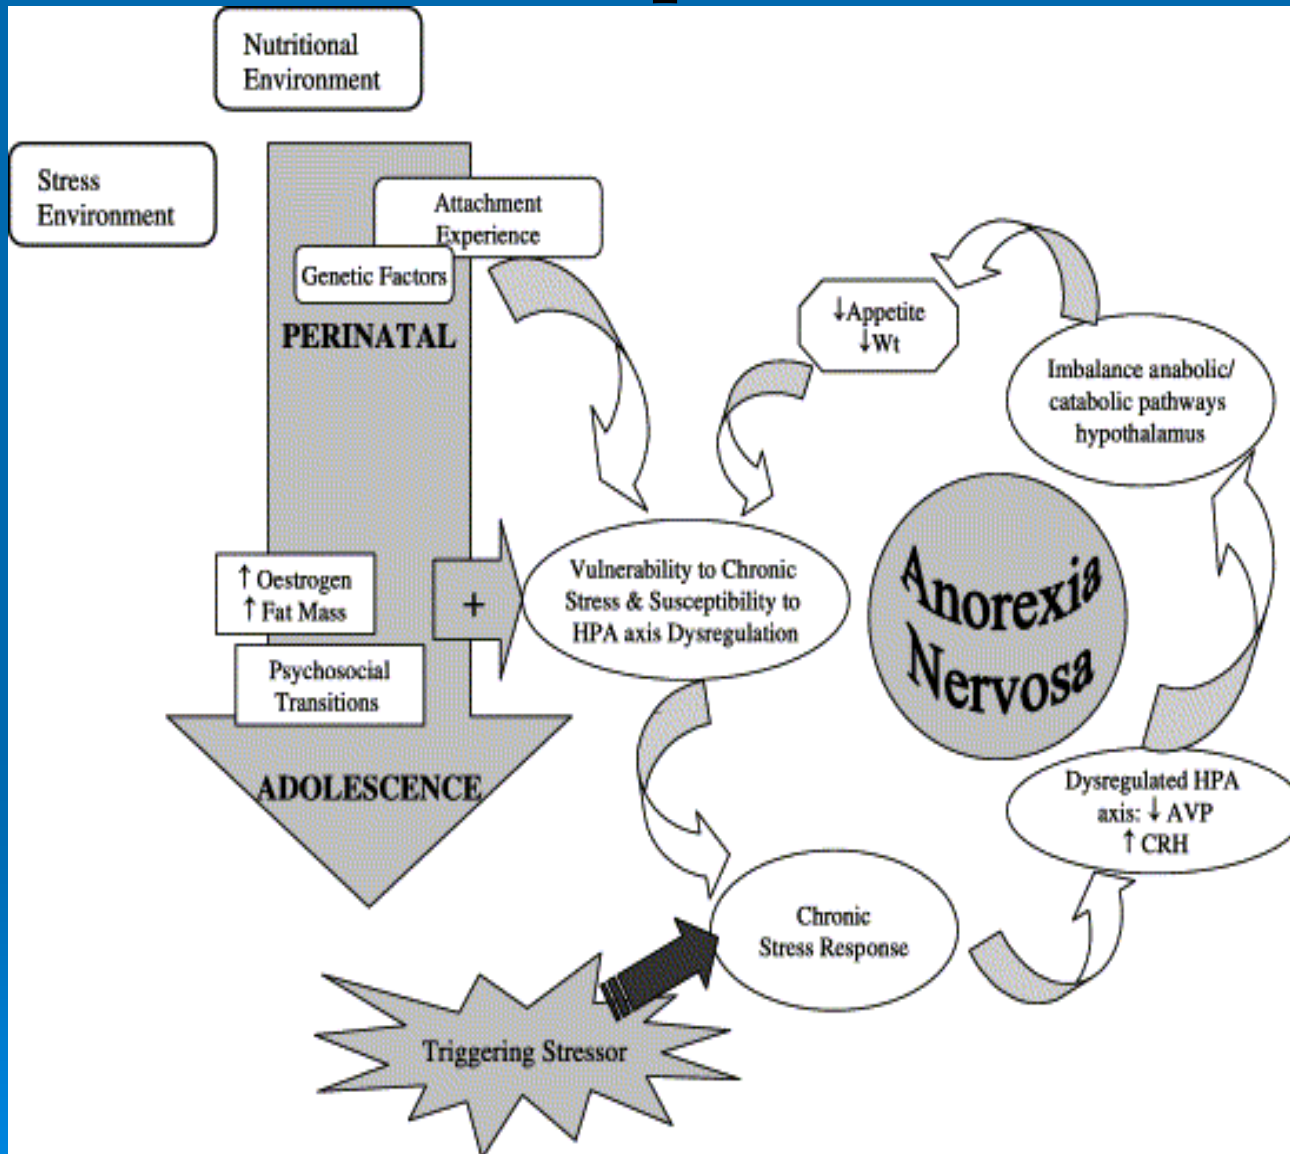 Nutritional
Environment
Stress
Environment
Attachment
Experience
Genetic Factors
PERINATAL
↓Appetite
↓Wt
Imbalance anabolic/
catabolic pathways
hypothalamus
↑ Oestrogen
↑ Fat Mass
+
Vulnerability to Chronic
Stress & Susceptibility to
HPA axis Dysregulation
Anorexia
Nervosa
Psychosocial
Transitions
ADOLESCENCE
Dysregulated HPA
axis: ↓ AVP
↑ CRH
Chronic
Stress Response
Triggering Stressor